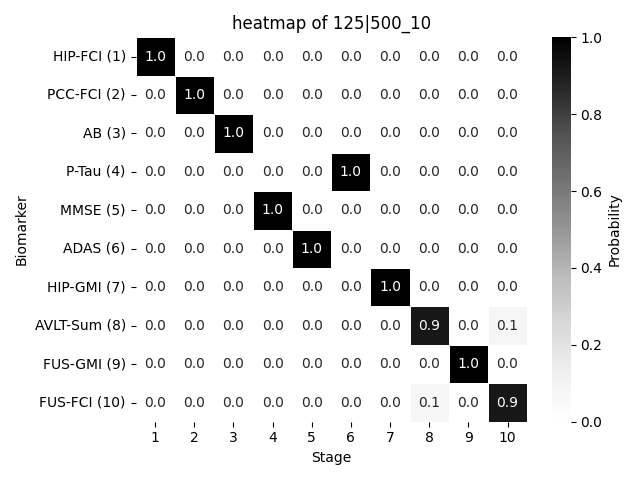 heatmap of 125|500_10
HIP-FCI (1) 1.0 0.0 0.0 0.0 0.0 0.0 0.0 0.0 0.0 0.0
PCC-FCI (2) 0.0 1.0 0.0 0.0 0.0 0.0 0.0 0.0 0.0 0.0
AB (3) 0.0 0.0 1.0 0.0 0.0 0.0 0.0 0.0 0.0 0.0
P-Tau (4) 0.0 0.0 0.0 0.0 0.0 1.0 0.0 0.0 0.0 0.0
MMSE (5) 0.0 0.0 0.0 1.0 0.0 0.0 0.0 0.0 0.0 0.0
ADAS (6) 0.0 0.0 0.0 0.0 1.0 0.0 0.0 0.0 0.0 0.0
HIP-GMI (7) 0.0 0.0 0.0 0.0 0.0 0.0 1.0 0.0 0.0 0.0
AVLT-Sum (8) 0.0 0.0 0.0 0.0 0.0 0.0 0.0 0.9 0.0 0.1
FUS-GMI (9) 0.0 0.0 0.0 0.0 0.0 0.0 0.0 0.0 1.0 0.0
FUS-FCI (10) 0.0 0.0 0.0 0.0 0.0 0.0 0.0 0.1 0.0 0.9
1 2 3 4 5 6 7 8 9 10
Stage
Biomarker
1.0
0.8
0.6
0.4
0.2
0.0
Probability